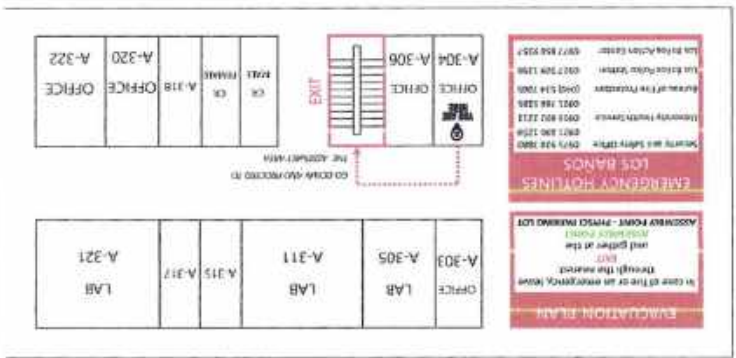 EVACUATION PLAN
In case of fire or an emergency, leave
through the nearest
EXIT
and gather at the
ASSEMBLY POINT
ASSEMBLY POINT - PHYSCI PARKING LOT
EMERGENCY HOTLINES
LOS BAÑOS
Security and Safety Office
University Health Service
Bureau of Fire Protection
Los Baños Police Station
Los Baños Action Center
OFFICE
A-303
LAB
A-305
LAB
A-311
A-315
A-317
LAB
A-321
GO DOWN AND PROCEED TO
THE ASSEMBLY AREA
YOU ARE
HERE
OFFICE
A-304
OFFICE
A-306
EXIT
CR
MALE
CR
FEMALE
A-318
OFFICE
A-320
OFFICE
A-322